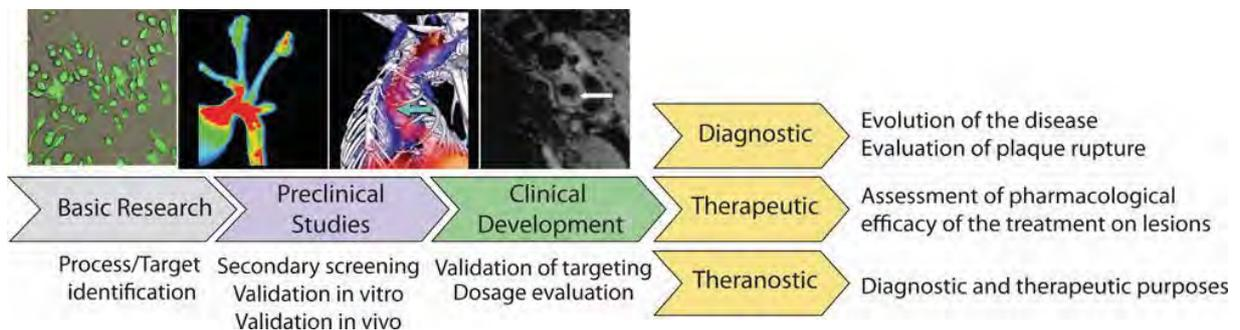 Basic Research
Process/Target
identification
Preclinical
Studies
Secondary screening
Validation in vitro
Validation in vivo
Clinical
Development
Validation of targeting
Dosage evaluation
Diagnostic
Evolution of the disease
Evaluation of plaque rupture
Therapeutic
Assessment of pharmacological
efficacy of the treatment on lesions
Theranostic
Diagnostic and therapeutic purposes